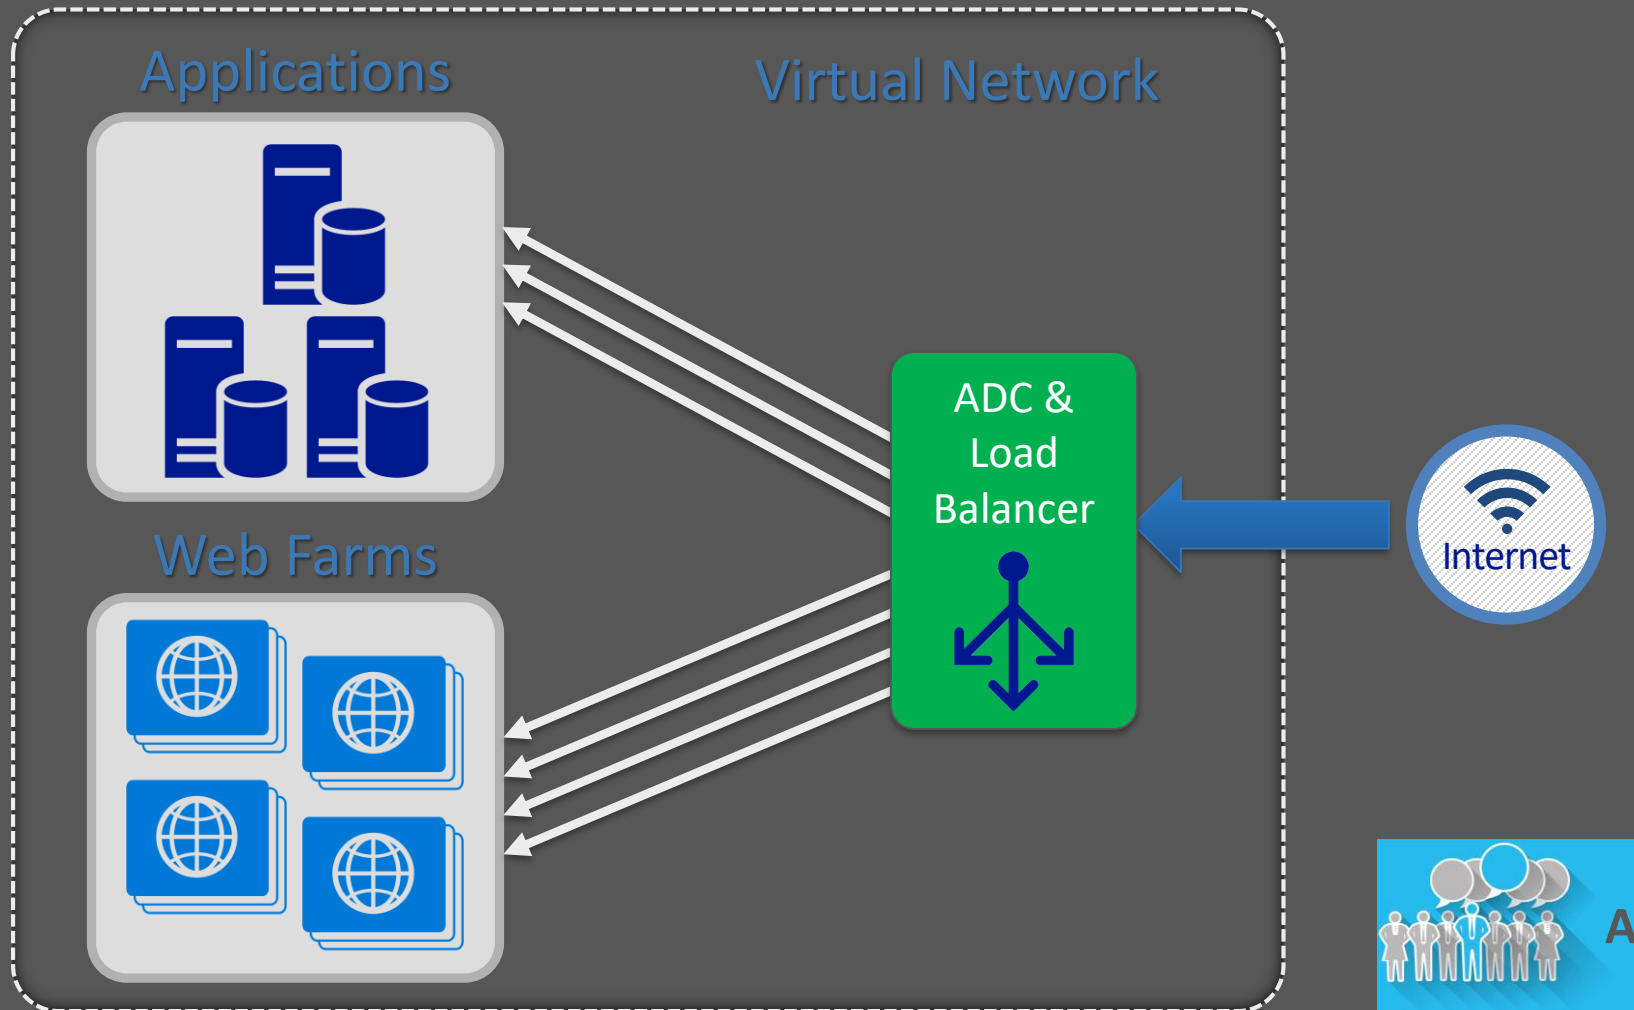 Applications
Virtual Network
ADC &
Load
Balancer
Internet
Web Farms
A